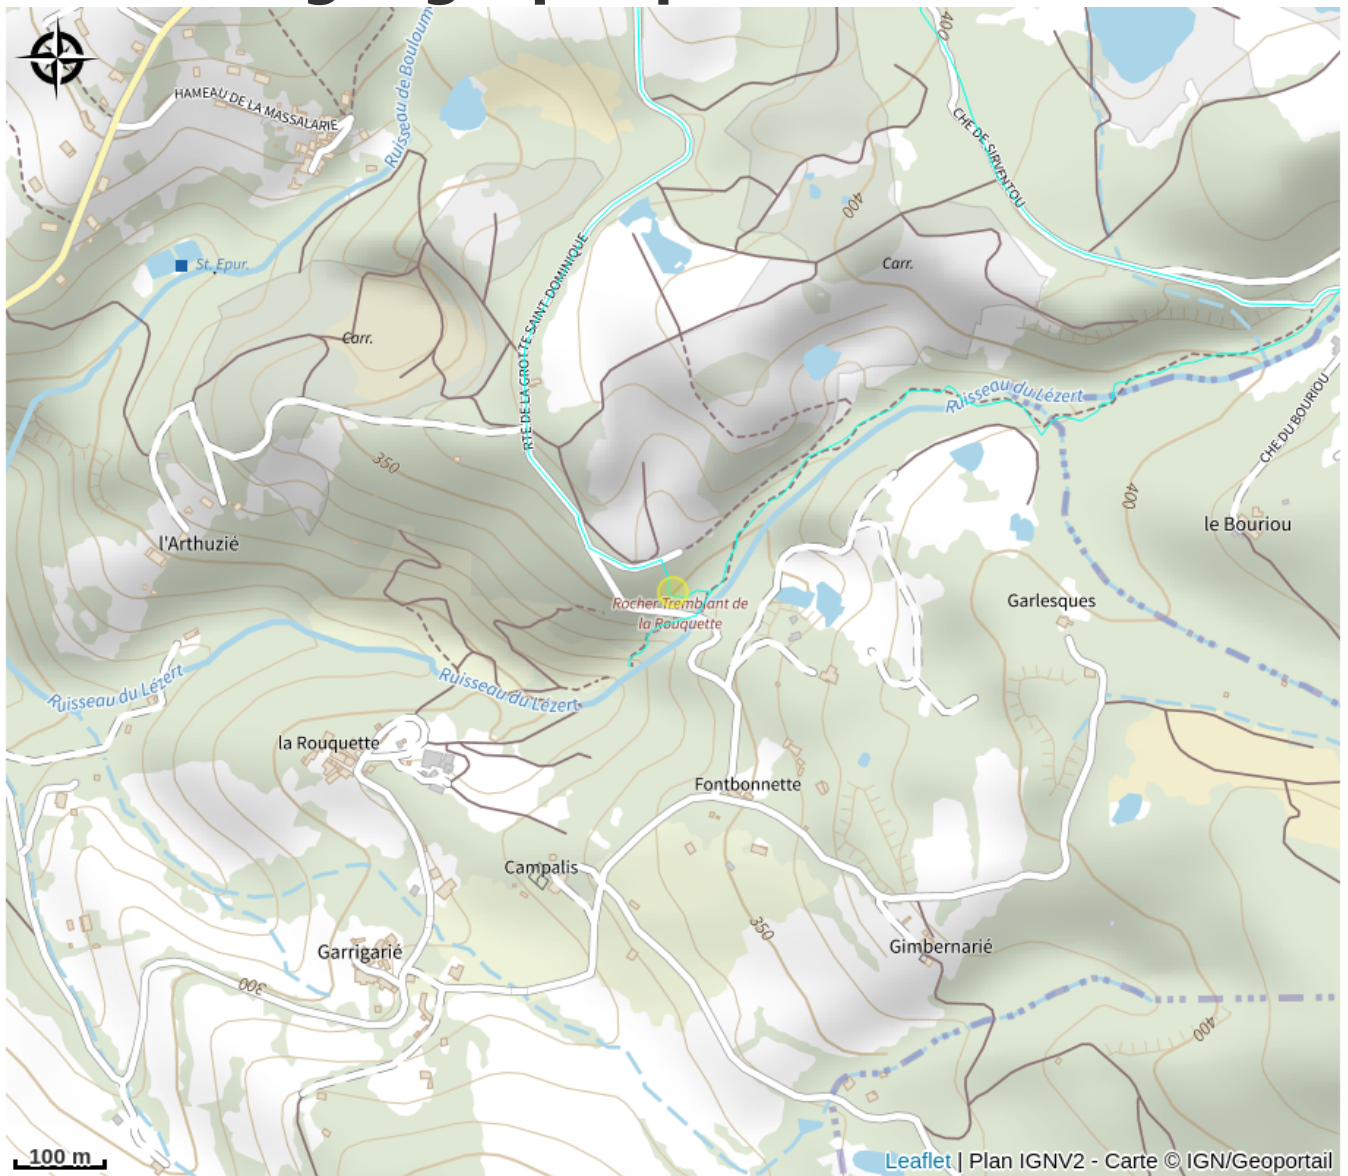 400
Ruisseau de Bouloum
HAMEAU DE LA MASSALARIE
CHE DE SIRVENTOU
400
St. Epur.
RTE DE LA GROTTE SAINT-DOMINIQUE
Carr.
Carr.
Ruisseau du Lézert
CHE DU BOURIOU
350
400
le Bouriou
l'Arthuzié
Garlesques
Rocher Tremblant de
la Rouquette
Ruisseau du Lézert
Ruisseau du Lézert
la Rouquette
Fontbonnette
Campalis
350
Garrigarié
Gimbernarié
300
400
100 m
Leaflet | Plan IGNV2 - Carte © IGN/Geoportail